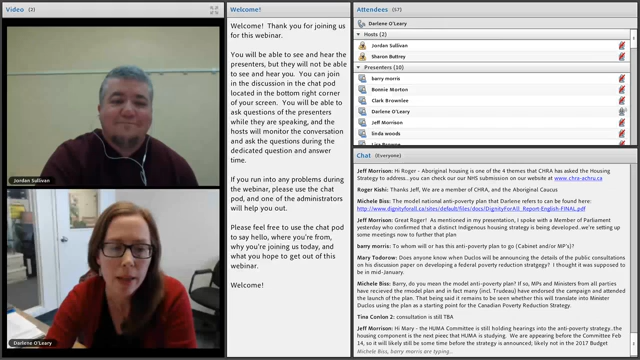 Video (2)
Jordan Sullivan
Darlene O'Leary
Welcome!
Welcome! Thank you for joining us
for this webinar.
You will be able to see and hear the
presenters, but they will not be able
to see and hear you. You can join
in the discussion in the chat pod
located in the bottom right corner
of your screen. You will be able to
ask questions of the presenters
while they are speaking, and the
hosts will monitor the conversation
and ask the questions during the
dedicated question and answer
time.
If you run into any problems during
the webinar, please use the chat
pod, and one of the administrators
will help you out.
Please feel free to use the chat pod
to say hello, where you're from,
why you're joining us today, and
what you hope to get out of this
webinar.
Welcome!
Attendees (57)
Darlene O'Leary
Hosts (2)
Jordan Sullivan
Sharon Buttrey
Presenters (10)
barry morris
Bonnie Morton
Clark Brownlee
Darlene O'Leary
Jeff Morrison
linda woods
Chat (Everyone)
Jeff Morrison: Hi Roger - Aboriginal housing is one of the 4 themes that CHRA has asked the Housing
Strategy to address...you can check our our NHS submission on our website at www.chra-achru.ca
Roger Kishi: Thanks Jeff, We are a member of CHRA, and the Aboriginal Caucus
Michele Biss: The model national anti-poverty plan that Darlene refers to can be found here:
http://www.dignityforall.ca/sites/default/files/docs/DignityForAll_Report-English-FINAL.pdf
Jeff Morrison: Great Roger! As mentioned in my presentation, I spoke with a Member of Parliament
yesterday who confirmed that a distinct Indigenous housing strategy is being developed..we're setting
up some meetings now to further that plan
barry morris: To whom will or has this anti-poverty plan to go (Cabinet and/or MP's)?
Mary Todorow: Does anyone know when Duclos will be announcing the details of the public consultations
on this discussion paper on developing a federal poverty reduction strategy? I thought it was supposed to
be in mid-January.
Michele Biss: Barry, do you mean the model anti-poverty plan? If so, MPs and Ministers from all parties
have recieved the model plan and in fact many (incl. Trudeau) have endorsed the campaign and attended
the launch of the plan. That being said it remains to be seen whether this will translate into Minister Duclos
using the plan as a starting point for the Canadian Poverty Reduction Strategy.
Tina Conlon 2: consultation is still TBA
Jeff Morrison: Hi Mary - the HUMA Committee is still holding hearings into the anti-poverty strategy..the
housing component is the next piece that HUMA is studying. We are appearing before the Committee Feb
14, so it will likely still be some time before the strategy is announced; likely not in the 2017 Budget
Michele Biss, barry morris are typing...